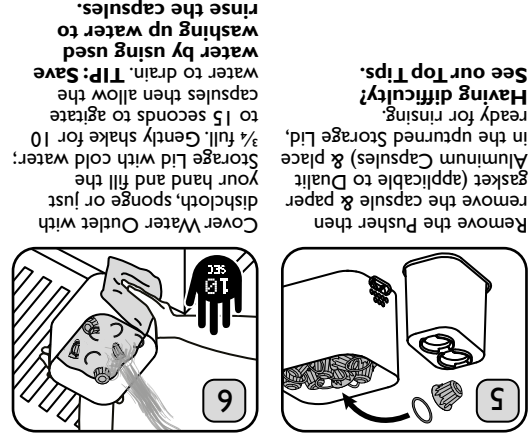 5
Remove the Pusher then
remove the capsule & paper
gasket (applicable to Dualit
Aluminum Capsules) & place
in the upturned Storage Lid,
ready for rinsing.
Having difficulty?
See our Top Tips.
6
10
SEC
Cover Water Outlet with
dishcloth, sponge or just
your hand and fill the
Storage Lid with cold water;
¾ full. Gently shake for 10
to 15 seconds to agitate
capsules then allow the
water to drain. TIP: Save
water by using used
washing up water to
rinse the capsules.